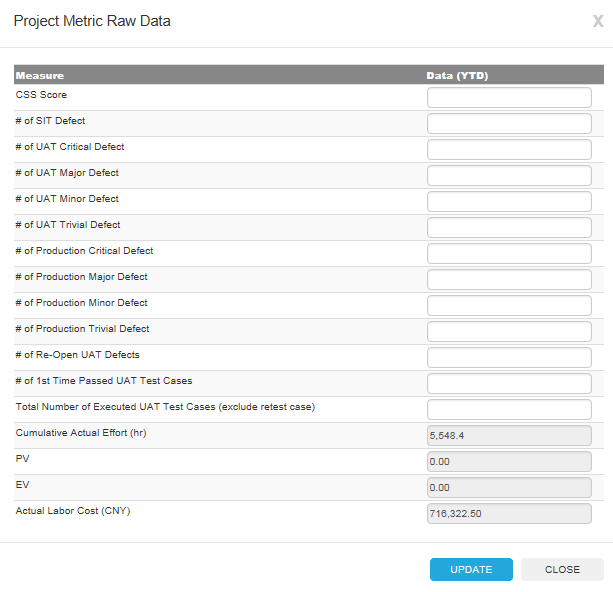 Project Metric Raw Data
X
Measure Data (YTD)
CSS Score
# of SIT Defect
# of UAT Critical Defect
# of UAT Major Defect
# of UAT Minor Defect
# of UAT Trivial Defect
# of Production Critical Defect
# of Production Major Defect
# of Production Minor Defect
# of Production Trivial Defect
# of Re-Open UAT Defects
# of 1st Time Passed UAT Test Cases
Total Number of Executed UAT Test Cases (exclude retest case)
Cumulative Actual Effort (hr) 5,548.4
PV 0.00
EV 0.00
Actual Labor Cost (CNY) 716,322.50
UPDATE CLOSE